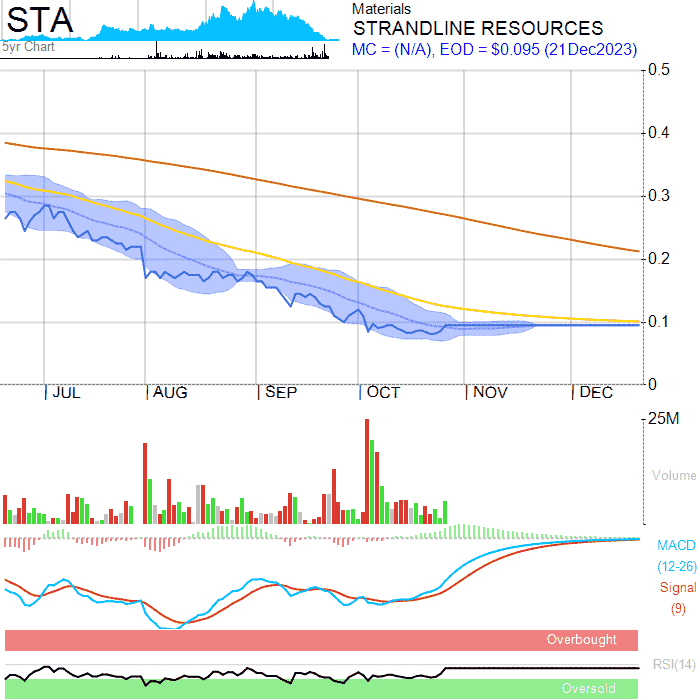 STA
5yr Chart
Materials
STRANDLINE RESOURCES
MC = (N/A), EOD = $0.095 (21Dec2023)
0.5
0.4
0.3
0.2
0.1
0
JUL AUG SEP OCT NOV DEC
25M
Volume
MACD
(12-26)
Signal
(9)
Overbought
RSI(14)
Oversold